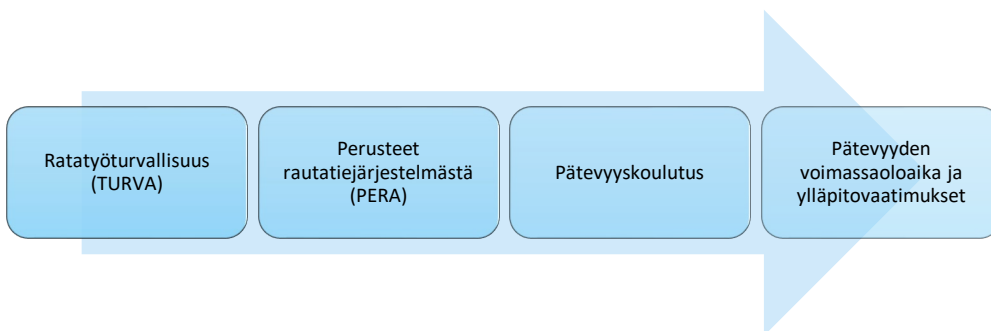 Ratatyöturvallisuus
(TURVA)
Perusteet
rautatiejärjestelmästä
(PERA)
Pätevyyskoulutus
Pätevyyden
voimassaoloaika ja
ylläpitovaatimukset